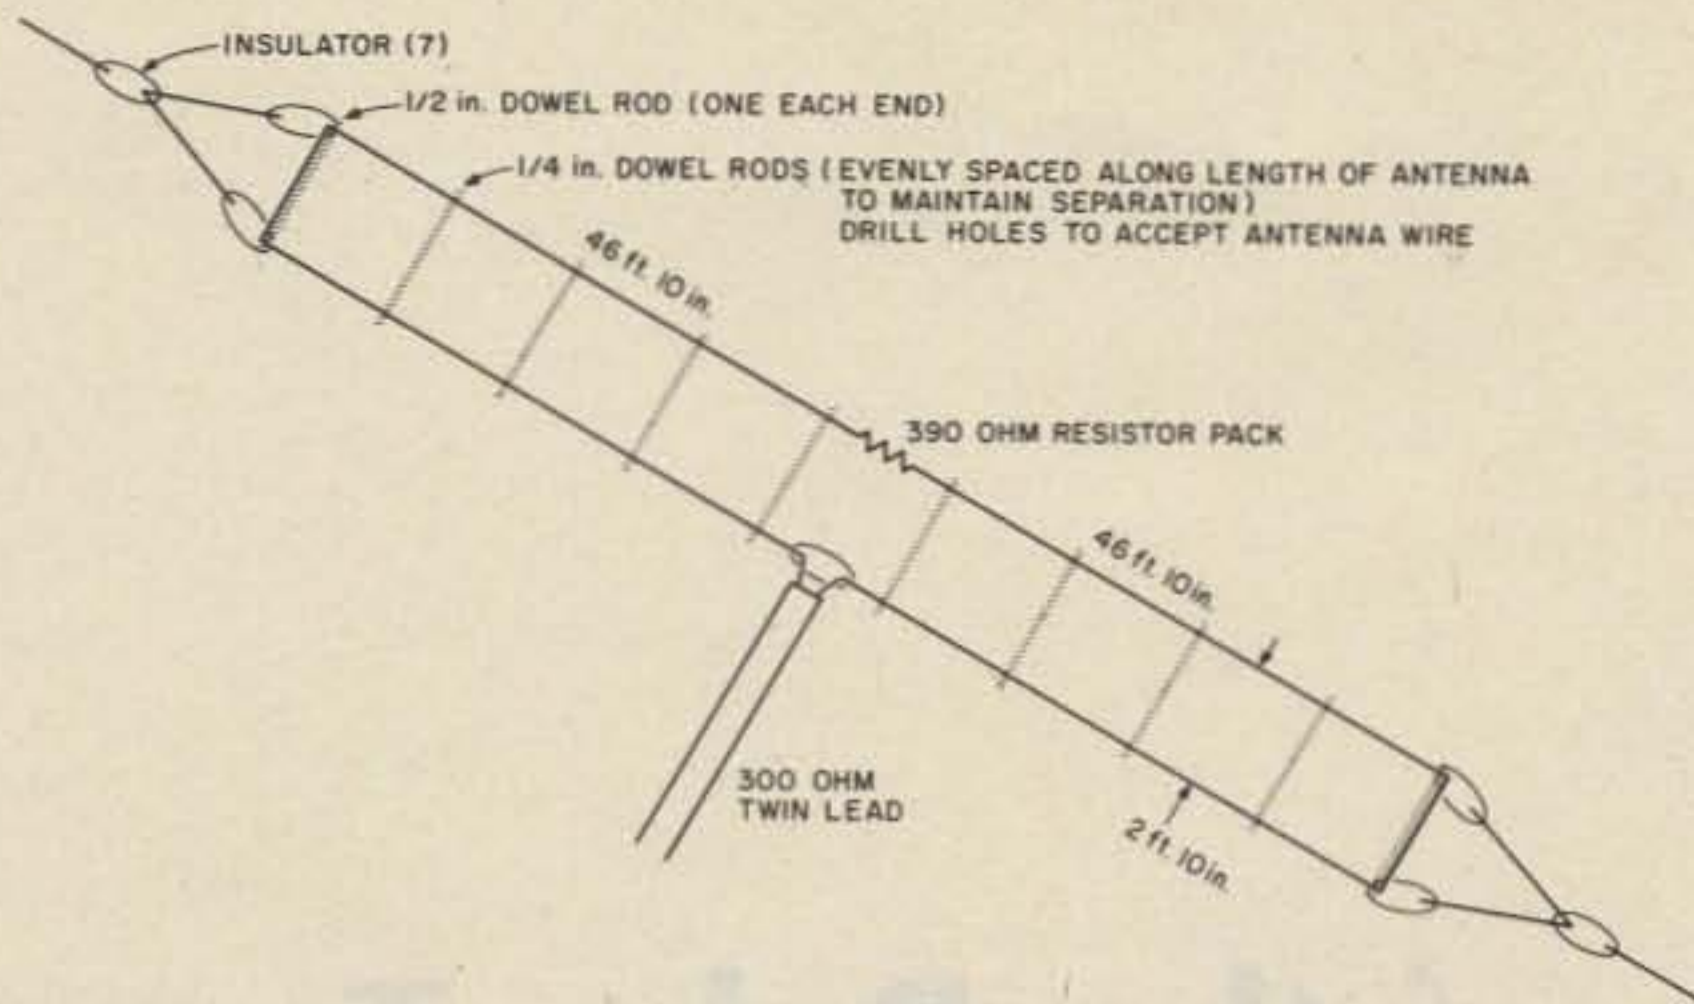 INSULATOR (7)
1/2 in. DOWEL ROD (ONE EACH END)
1/4 in. DOWEL RODS (EVENLY SPACED ALONG LENGTH OF ANTENNA
TO MAINTAIN SEPARATION)
DRILL HOLES TO ACCEPT ANTENNA WIRE
46 ft. 10 in.
390 OHM RESISTOR PACK
46 ft. 10 in.
300 OHM
TWIN LEAD
2 ft. 10 in.